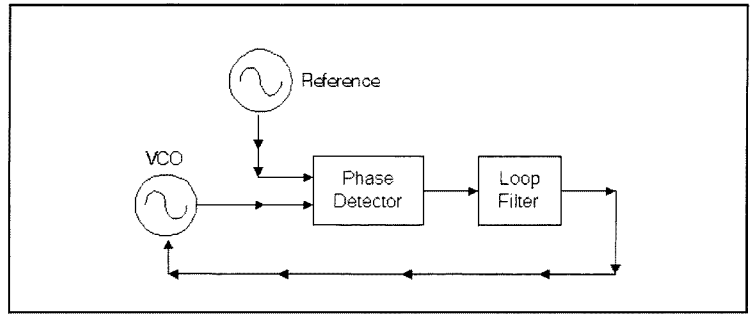 Reference
VCO
Phase
Detector
Loop
Filter